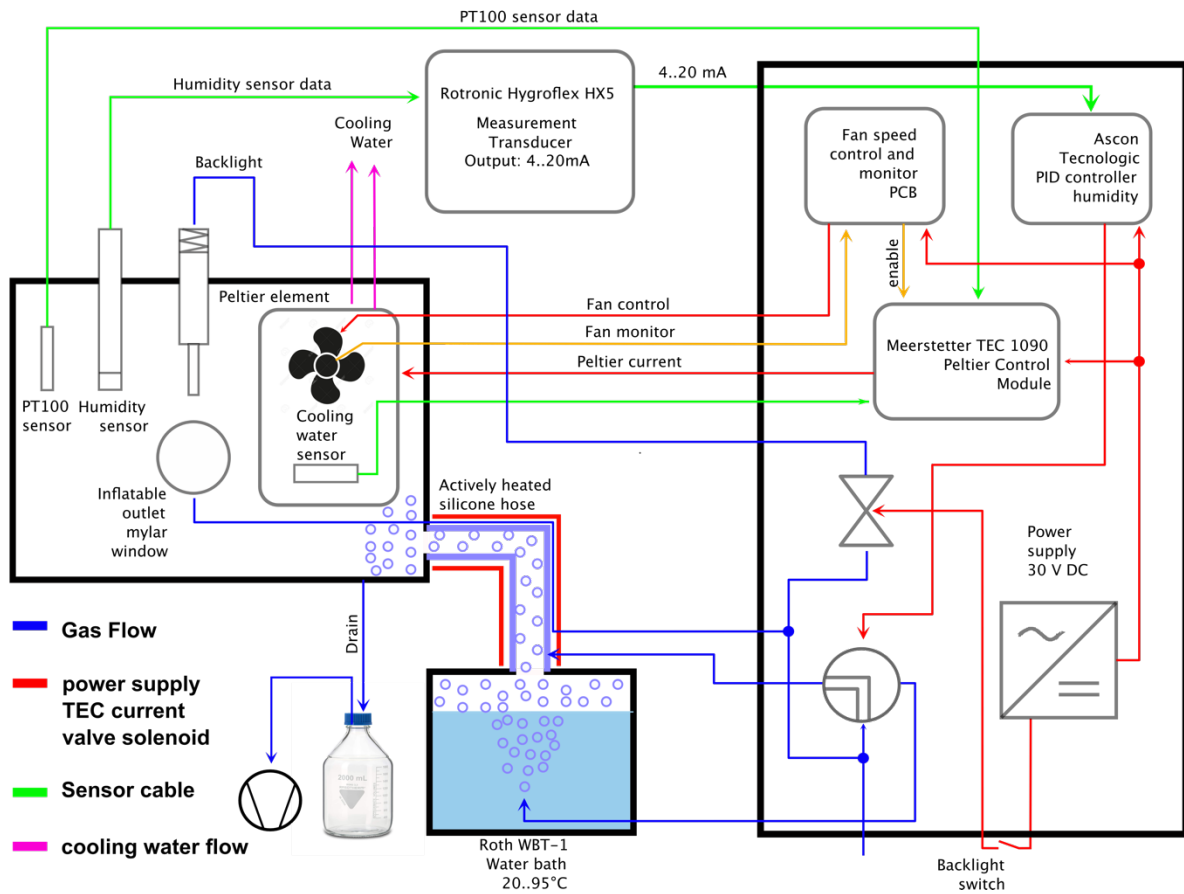 PT100 sensor data
Humidity sensor data
Rotronic Hygroflex HX5
Measurement
Transducer
Output: 4..20mA
4..20 mA
Cooling
Water
Backlight
Fan speed
control and
monitor
PCB
Ascon
Tecnologic
PID controller
humidity
enable
Peltier element
Fan control
Fan monitor
Peltier current
Meerstetter TEC 1090
Peltier Control
Module
PT100
sensor
Humidity
sensor
Cooling
water
sensor
Inflatable
outlet
mylar
window
Actively heated
silicone hose
Power
supply
30 V DC
Drain
Gas Flow
power supply
TEC current
valve solenoid
Sensor cable
cooling water flow
2000 mL
Roth WBT-1
Water bath
20..95°C
Backlight
switch